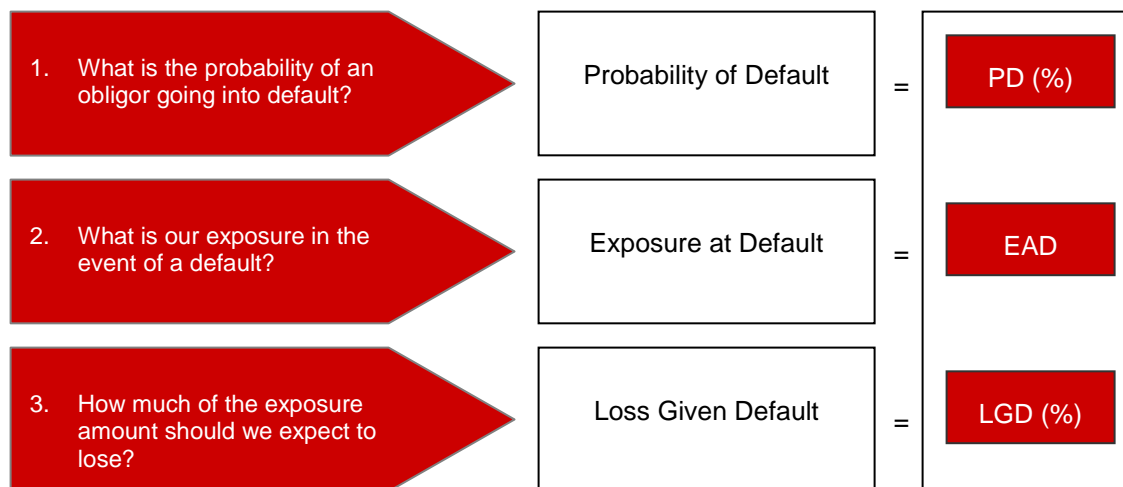 1. What is the probability of an
obligor going into default?
Probability of Default
=
PD (%)
2. What is our exposure in the
event of a default?
Exposure at Default
=
EAD
3. How much of the exposure
amount should we expect to
lose?
Loss Given Default
=
LGD (%)